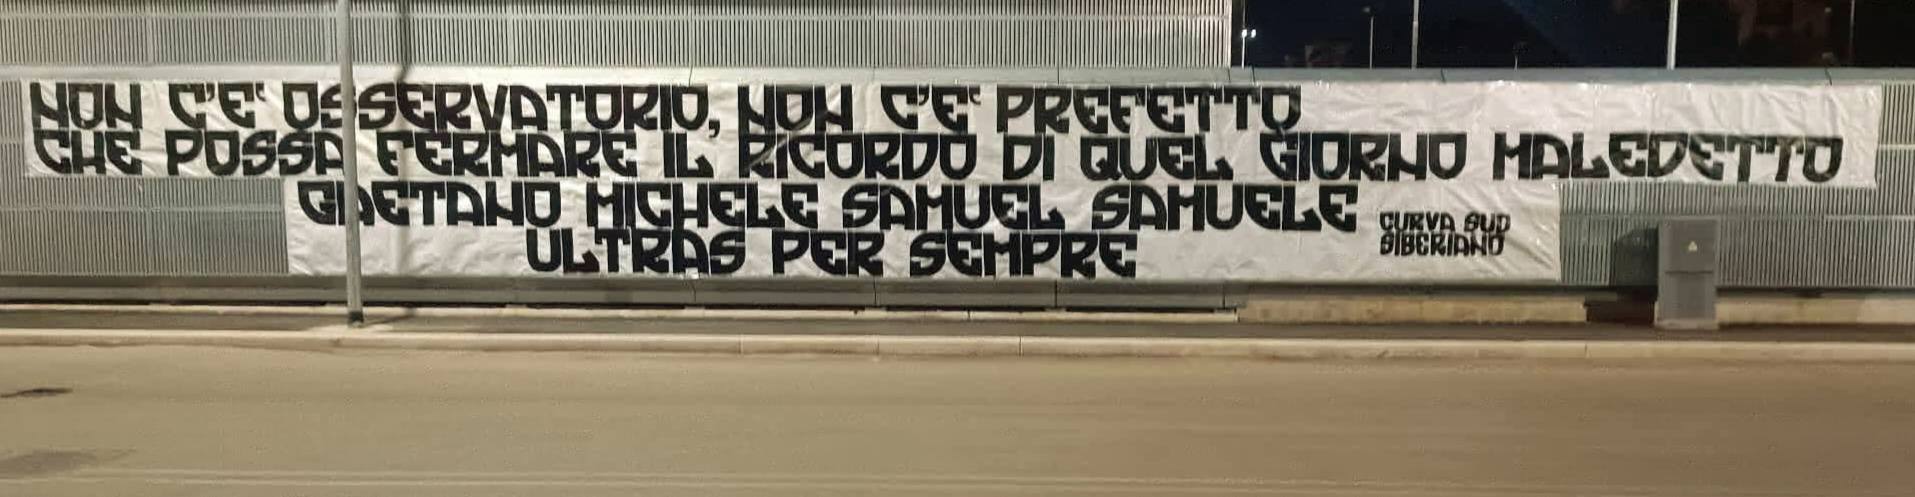 NON C'E' OSSERVATORIO, NON C'E' PREFETTO
CHE POSSA FERMARE IL RICORDO DI QUEL GIORNO MALEDETTO
GAETANO MICHELE SAMUEL SAMUELE
ULTRAS PER SEMPRE
CURVA SUD
SIBERIANO